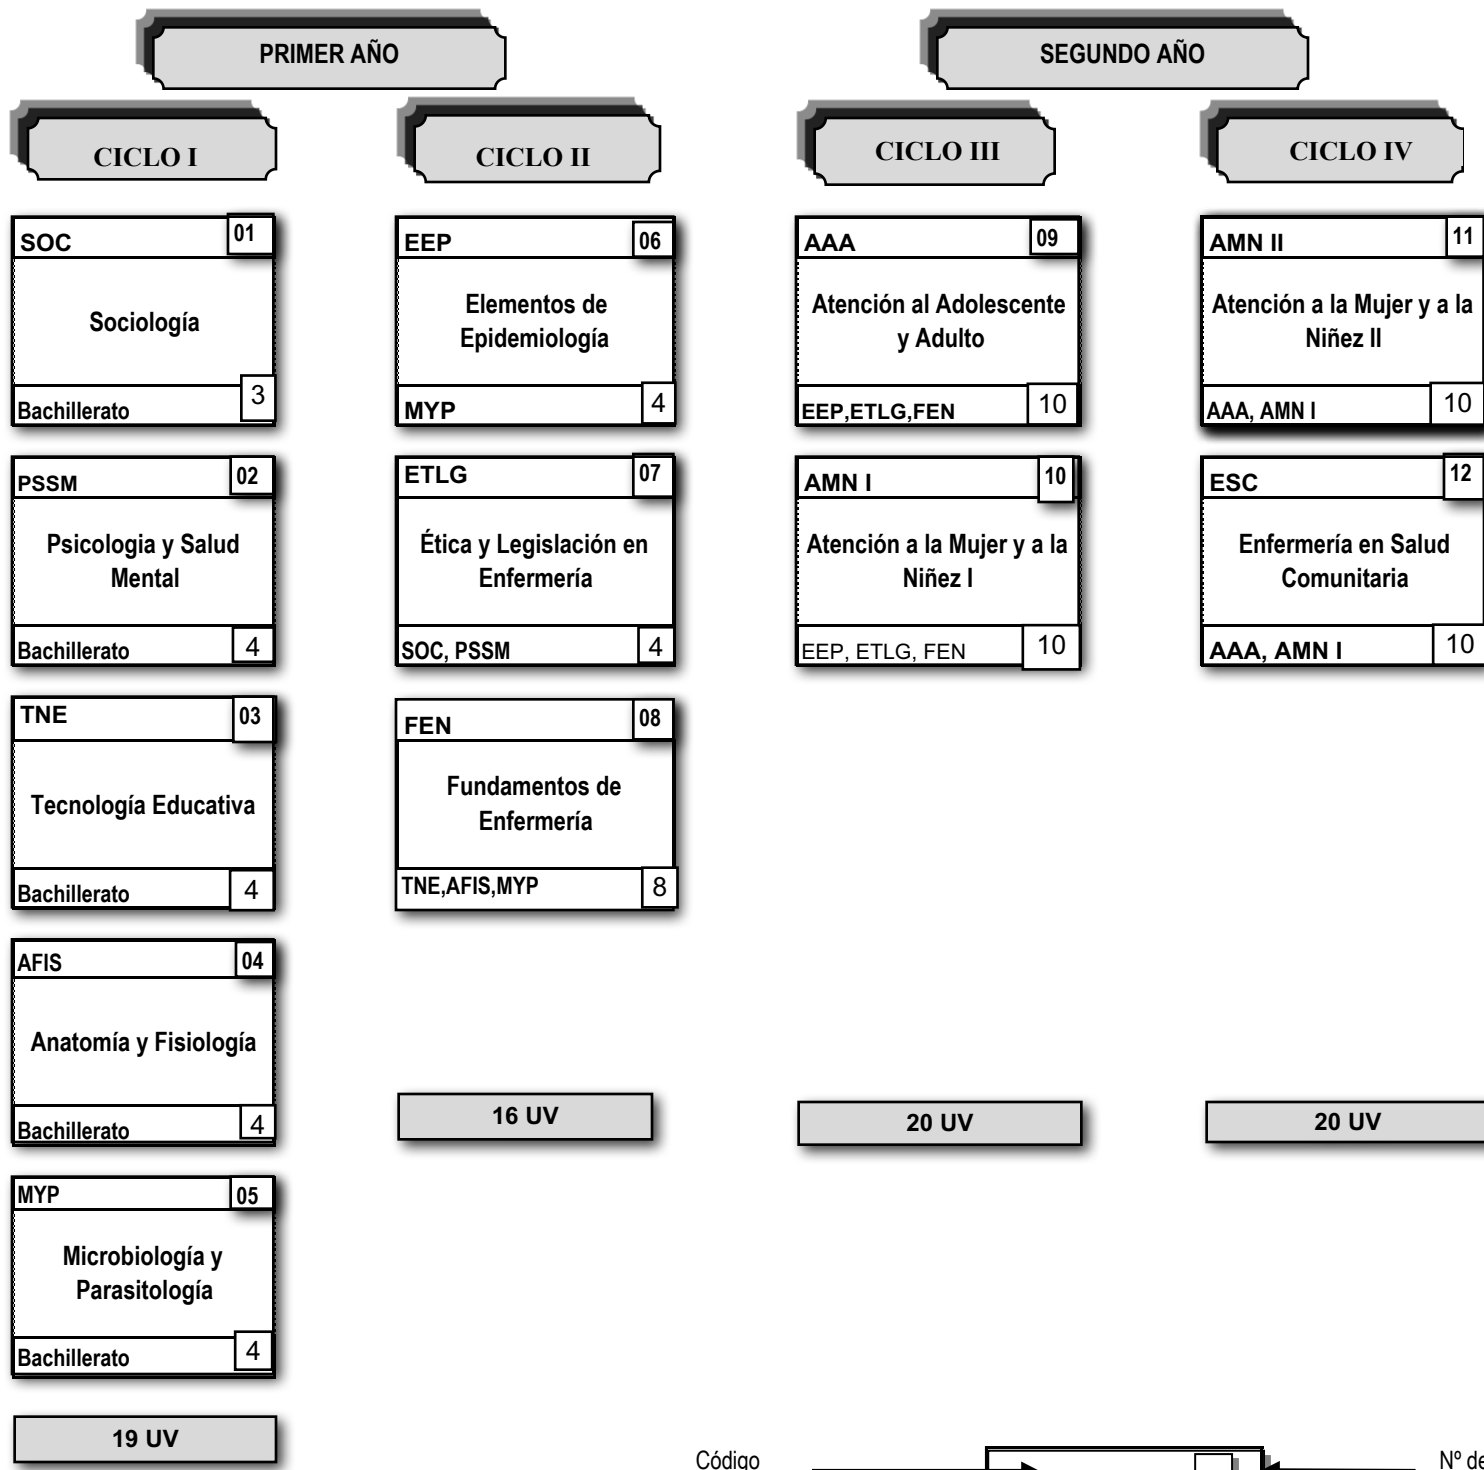 PRIMER AÑO
SEGUNDO AÑO
CICLO I
CICLO II
CICLO III
CICLO IV
SOC
01
Sociología
Bachillerato
3
PSSM
02
Psicologia y Salud
Mental
Bachillerato
4
TNE
03
Tecnología Educativa
Bachillerato
4
AFIS
04
Anatomía y Fisiología
Bachillerato
4
MYP
05
Microbiología y
Parasitología
Bachillerato
4
19 UV
EEP
06
Elementos de
Epidemiología
MYP
4
ETLG
07
Ética y Legislación en
Enfermería
SOC, PSSM
4
FEN
08
Fundamentos de
Enfermería
TNE,AFIS,MYP
8
16 UV
AAA
09
Atención al Adolescente
y Adulto
EEP,ETLG,FEN
10
AMN I
10
Atención a la Mujer y a la
Niñez I
EEP, ETLG, FEN
10
20 UV
AMN II
11
Atención a la Mujer y a la
Niñez II
AAA, AMN I
10
ESC
12
Enfermería en Salud
Comunitaria
AAA, AMN I
10
20 UV
Código
Nº de